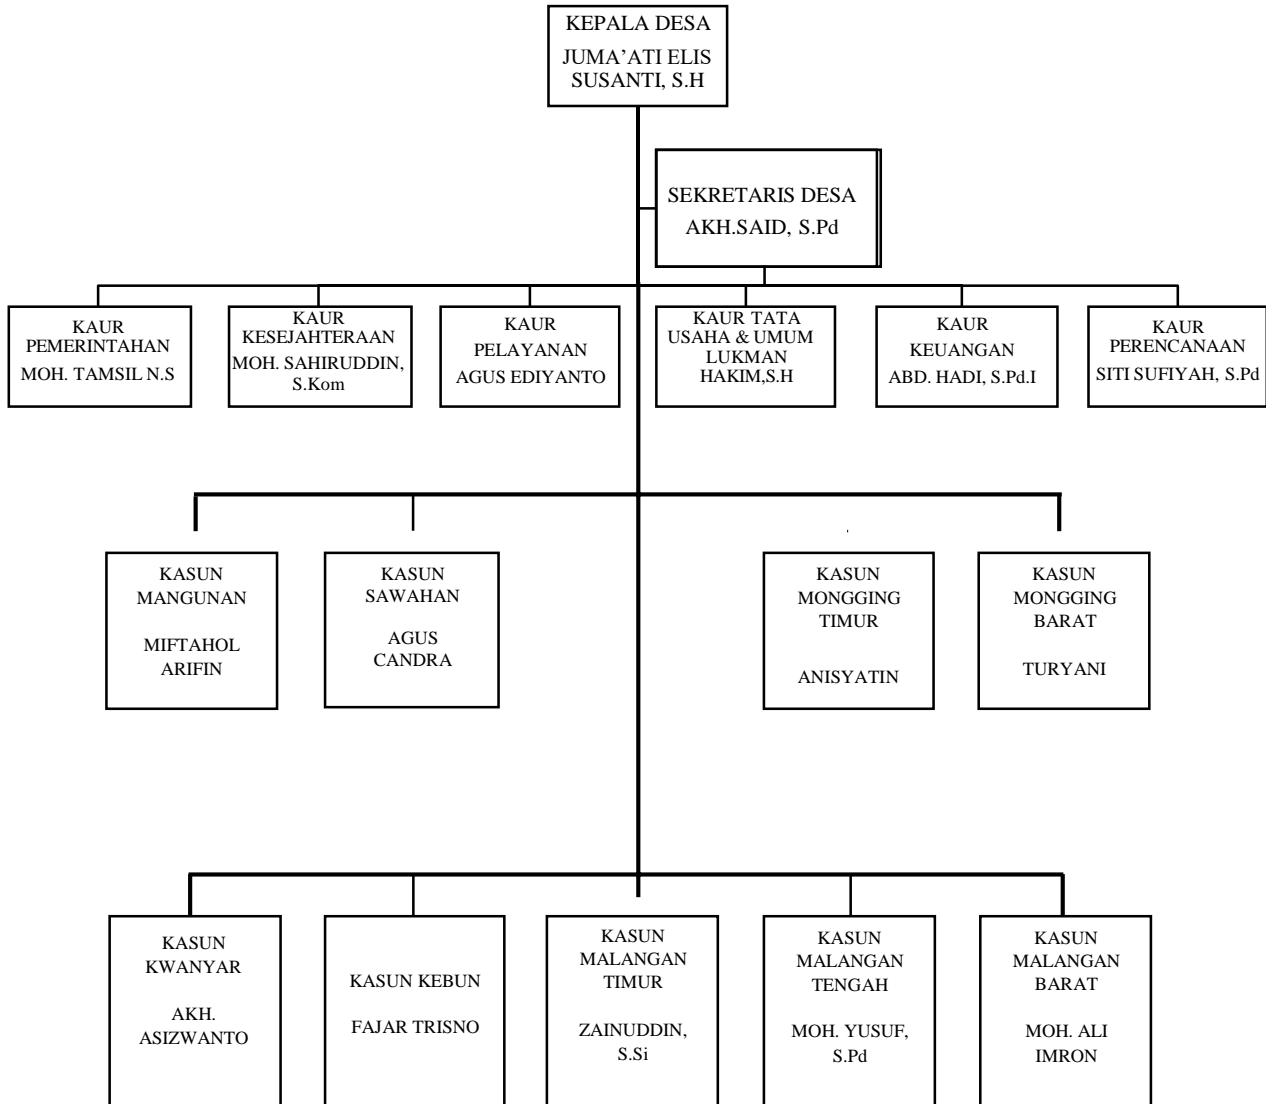 KEPALA DESA
JUMA’ATI ELIS
SUSANTI, S.H
SEKRETARIS DESA
AKH.SAID, S.Pd
KAUR
PEMERINTAHAN
MOH. TAMSIL N.S
KAUR
KESEJAHTERAAN
MOH. SAHIRUDDIN,
S.Kom
KAUR
PELAYANAN
AGUS EDIYANTO
KAUR TATA
USAHA & UMUM
LUKMAN
HAKIM,S.H
KAUR
KEUANGAN
ABD. HADI, S.Pd.I
KAUR
PERENCANAAN
SITI SUFIYAH, S.Pd
KASUN
MANGUNAN
MIFTAHOL
ARIFIN
KASUN
SAWAHAN
AGUS
CANDRA
KASUN
MONGGING
TIMUR
ANISYATIN
KASUN
MONGGING
BARAT
TURYANI
KASUN
KWANYAR
AKH.
ASIZWANTO
KASUN KEBUN
FAJAR TRISNO
KASUN
MALANGAN
TIMUR
ZAINUDDIN,
S.Si
KASUN
MALANGAN
TENGAH
MOH. YUSUF,
S.Pd
KASUN
MALANGAN
BARAT
MOH. ALI
IMRON